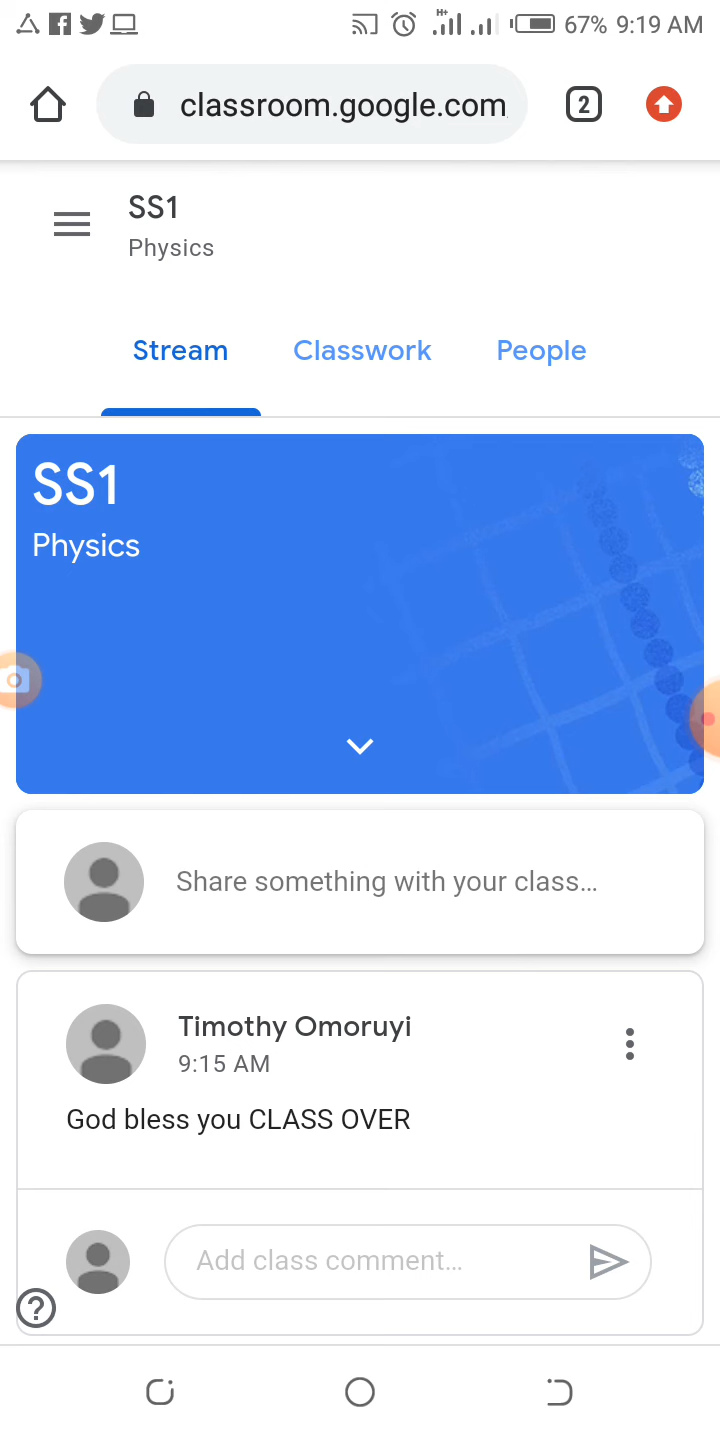 H+
67% 9:19 AM
classroom.google.com
2
SS1
Physics
Stream Classwork People
SS1
Physics
Share something with your class...
Timothy Omoruyi
9:15 AM
God bless you CLASS OVER
Add class comment...
?